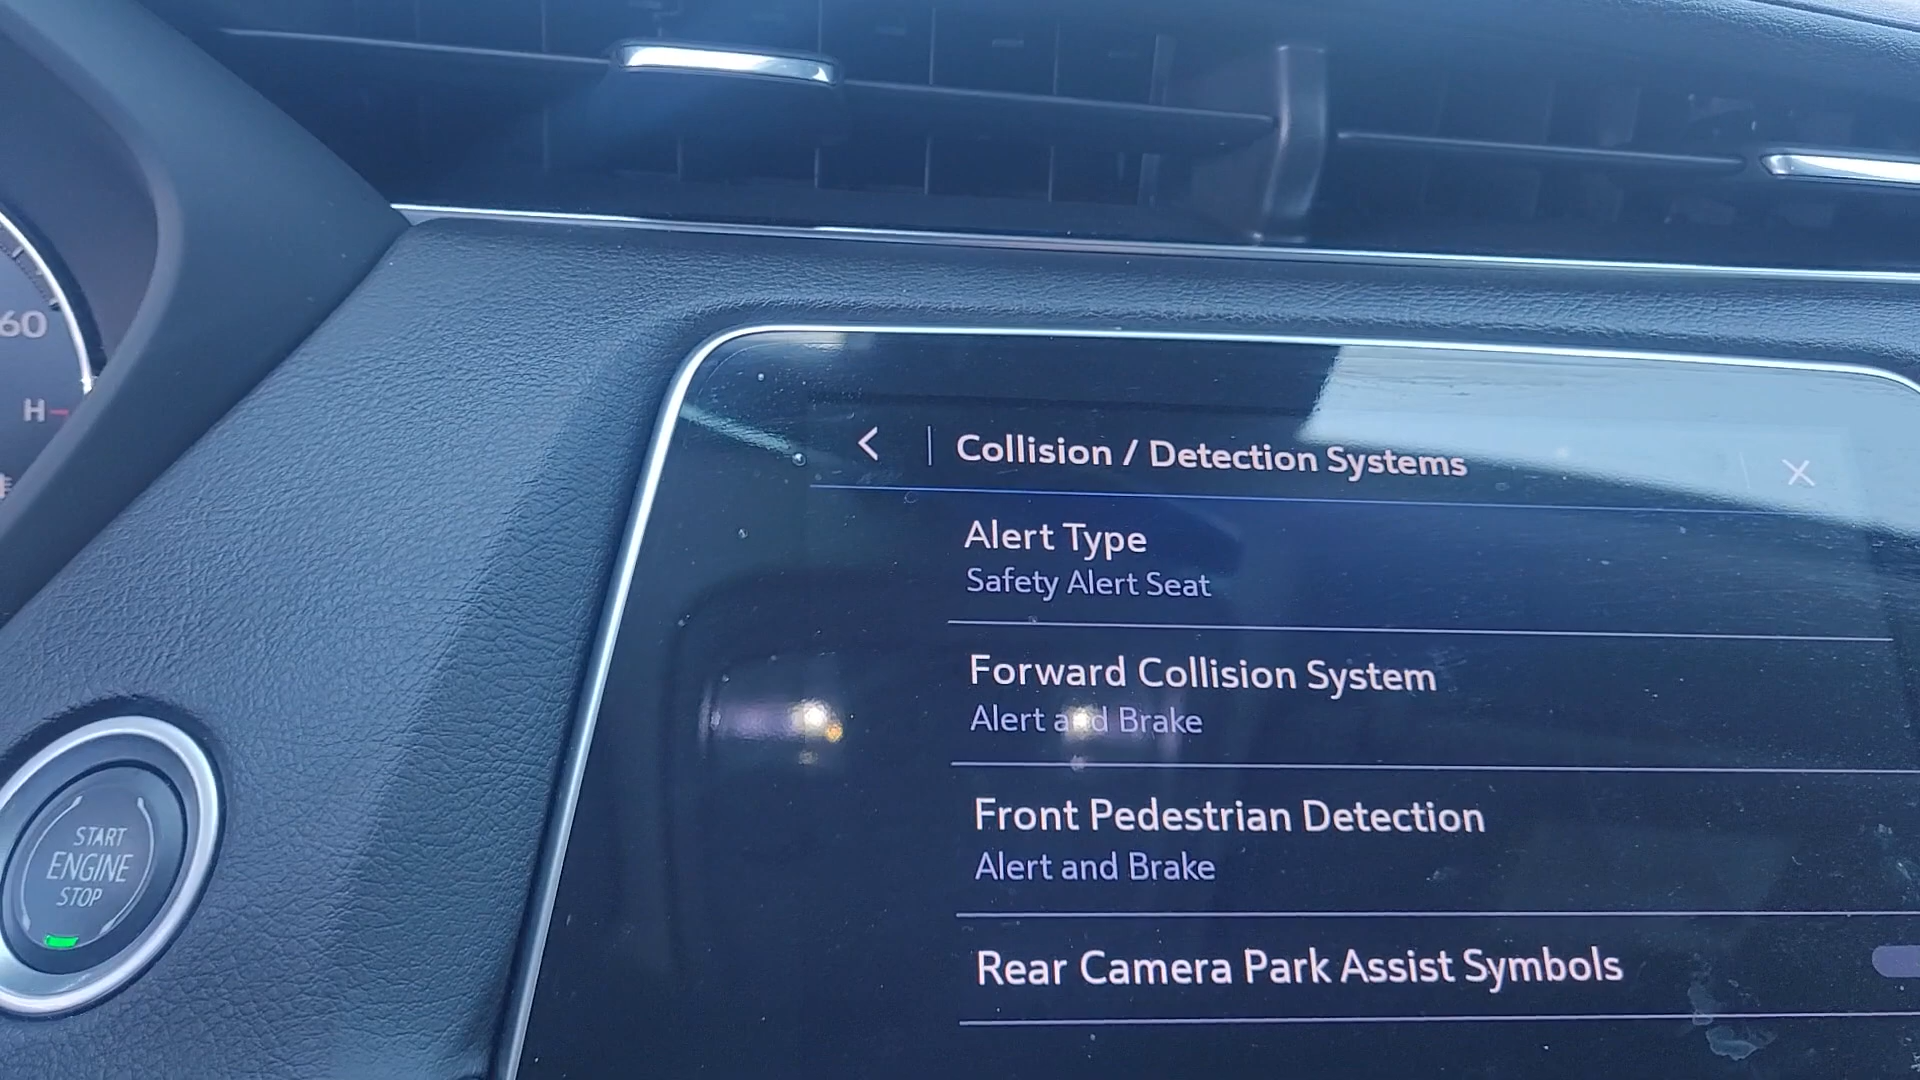 60
H
START
ENGINE
STOP
Collision / Detection Systems
Alert Type
Safety Alert Seat
Forward Collision System
Alert and Brake
Front Pedestrian Detection
Alert and Brake
Rear Camera Park Assist Symbols